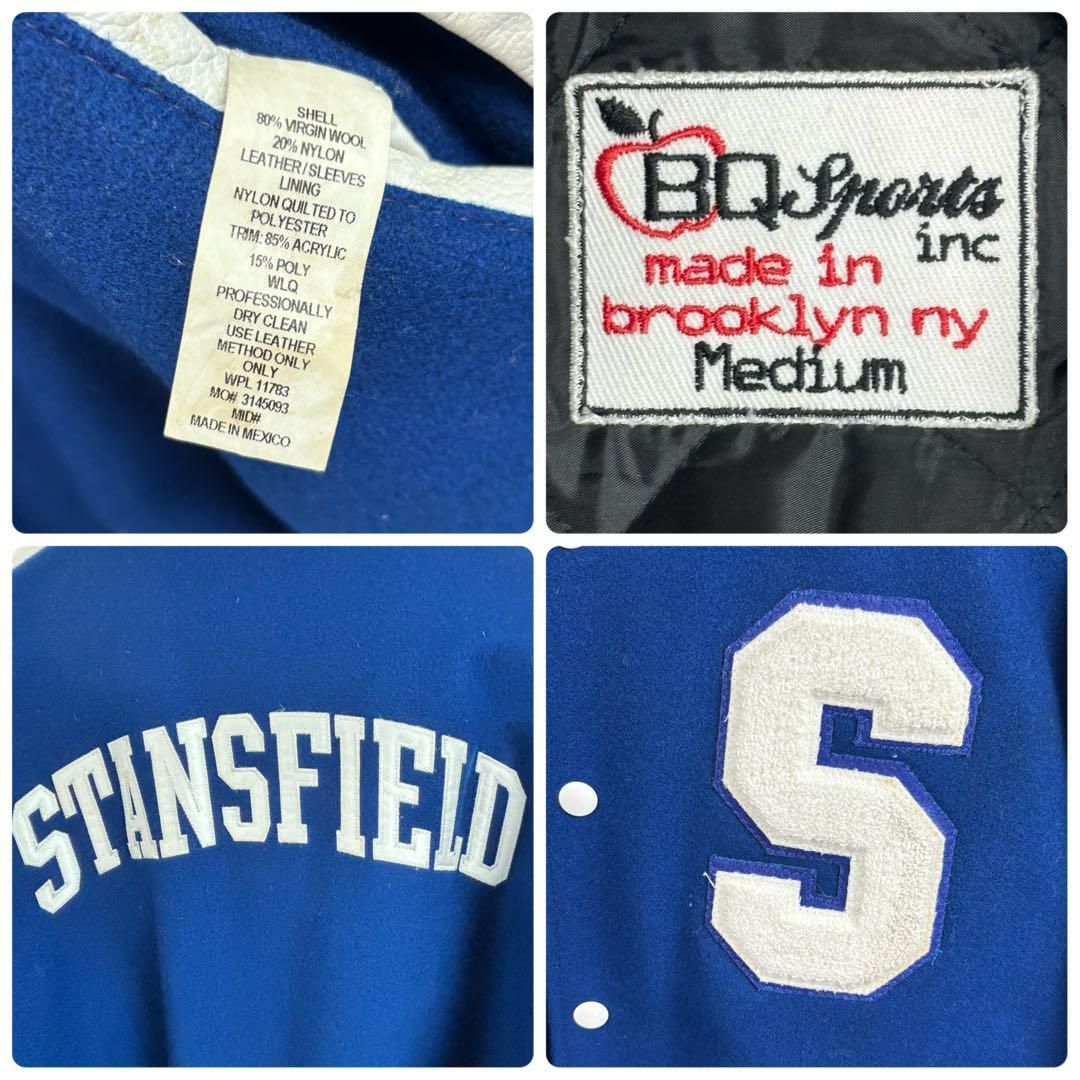 SHELL
80% VIRGIN WOOL
20% NYLON
LEATHER/SLEEVES
LINING
NYLON QUILTED TO
POLYESTER
TRIM: 85% ACRYLIC
15% POLY
WLQ
PROFESSIONALLY
DRY CLEAN
USE LEATHER
METHOD ONLY
ONLY
WPL 11783
MO# 3145093
MID#
MADE IN MEXICO
BQ Sports
inc
made in
brooklyn ny
Medium
STANSFIELD
S